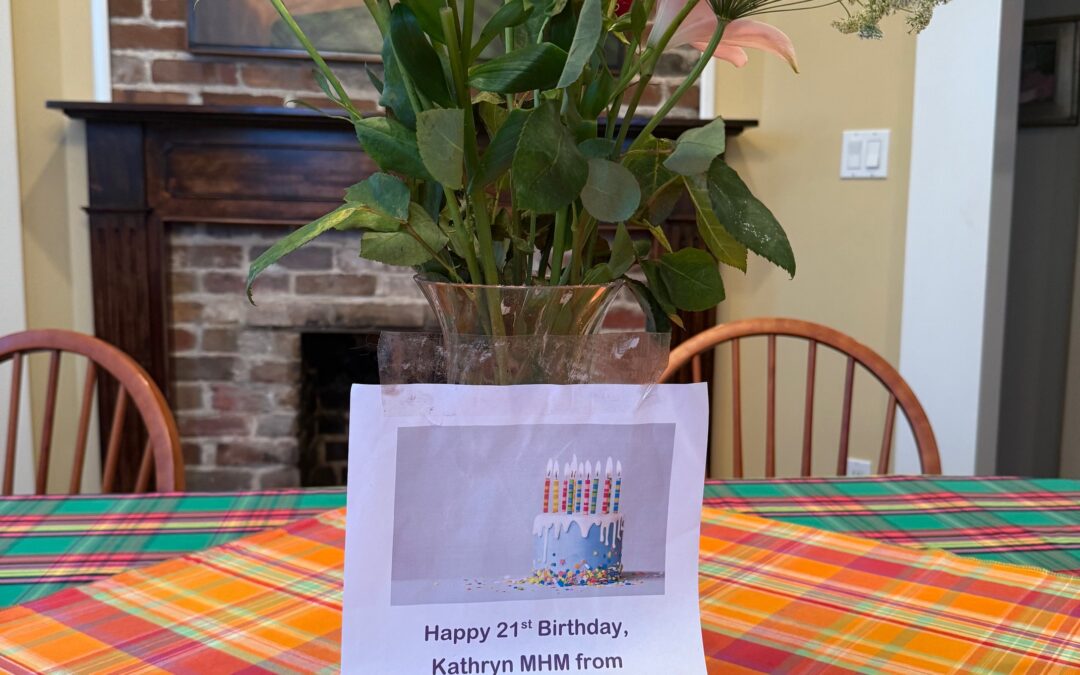 Happy 21st Birthday,
Kathryn MHM from